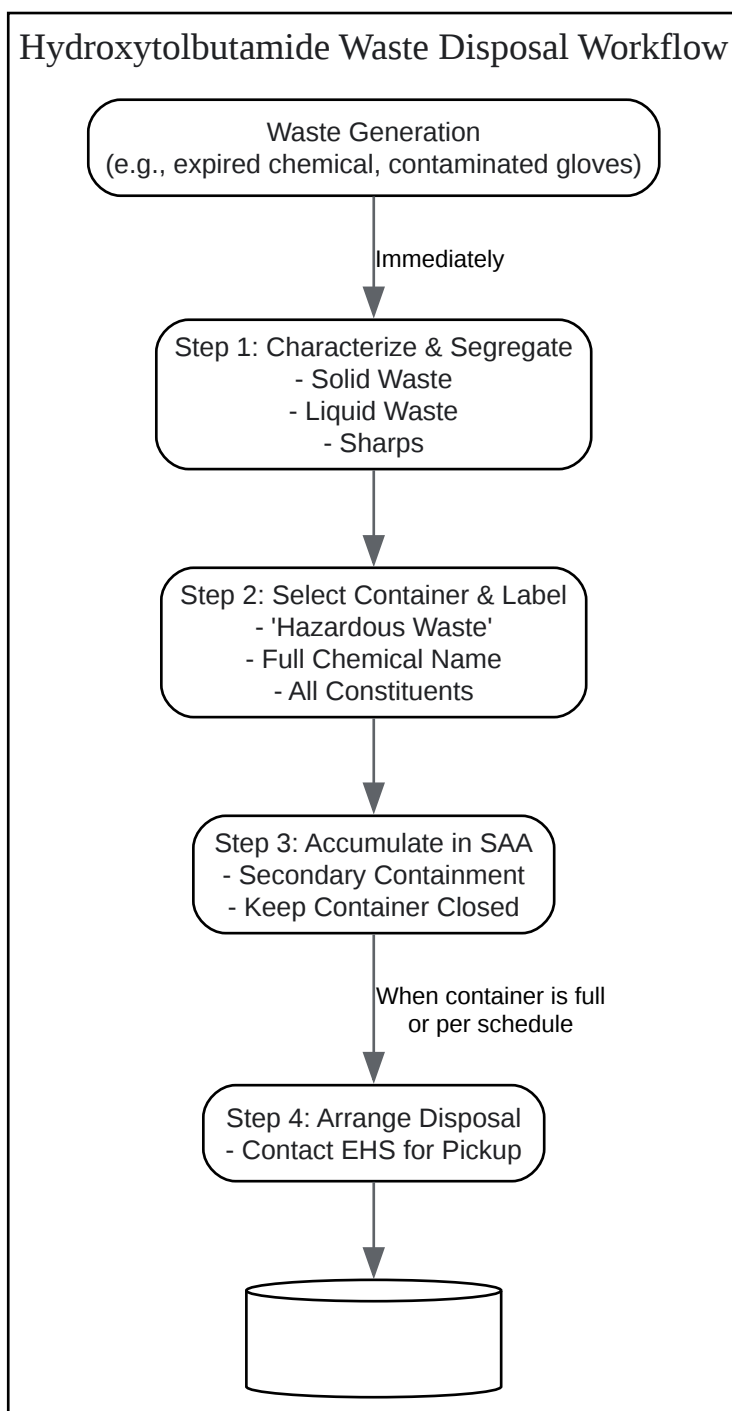 Hydroxytolbutamide Waste Disposal Workflow
Waste Generation
(e.g., expired chemical, contaminated gloves)
Immediately
Step 1: Characterize & Segregate
- Solid Waste
- Liquid Waste
- Sharps
Step 2: Select Container & Label
- 'Hazardous Waste'
- Full Chemical Name
- All Constituents
Step 3: Accumulate in SAA
- Secondary Containment
- Keep Container Closed
When container is full
or per schedule
Step 4: Arrange Disposal
- Contact EHS for Pickup